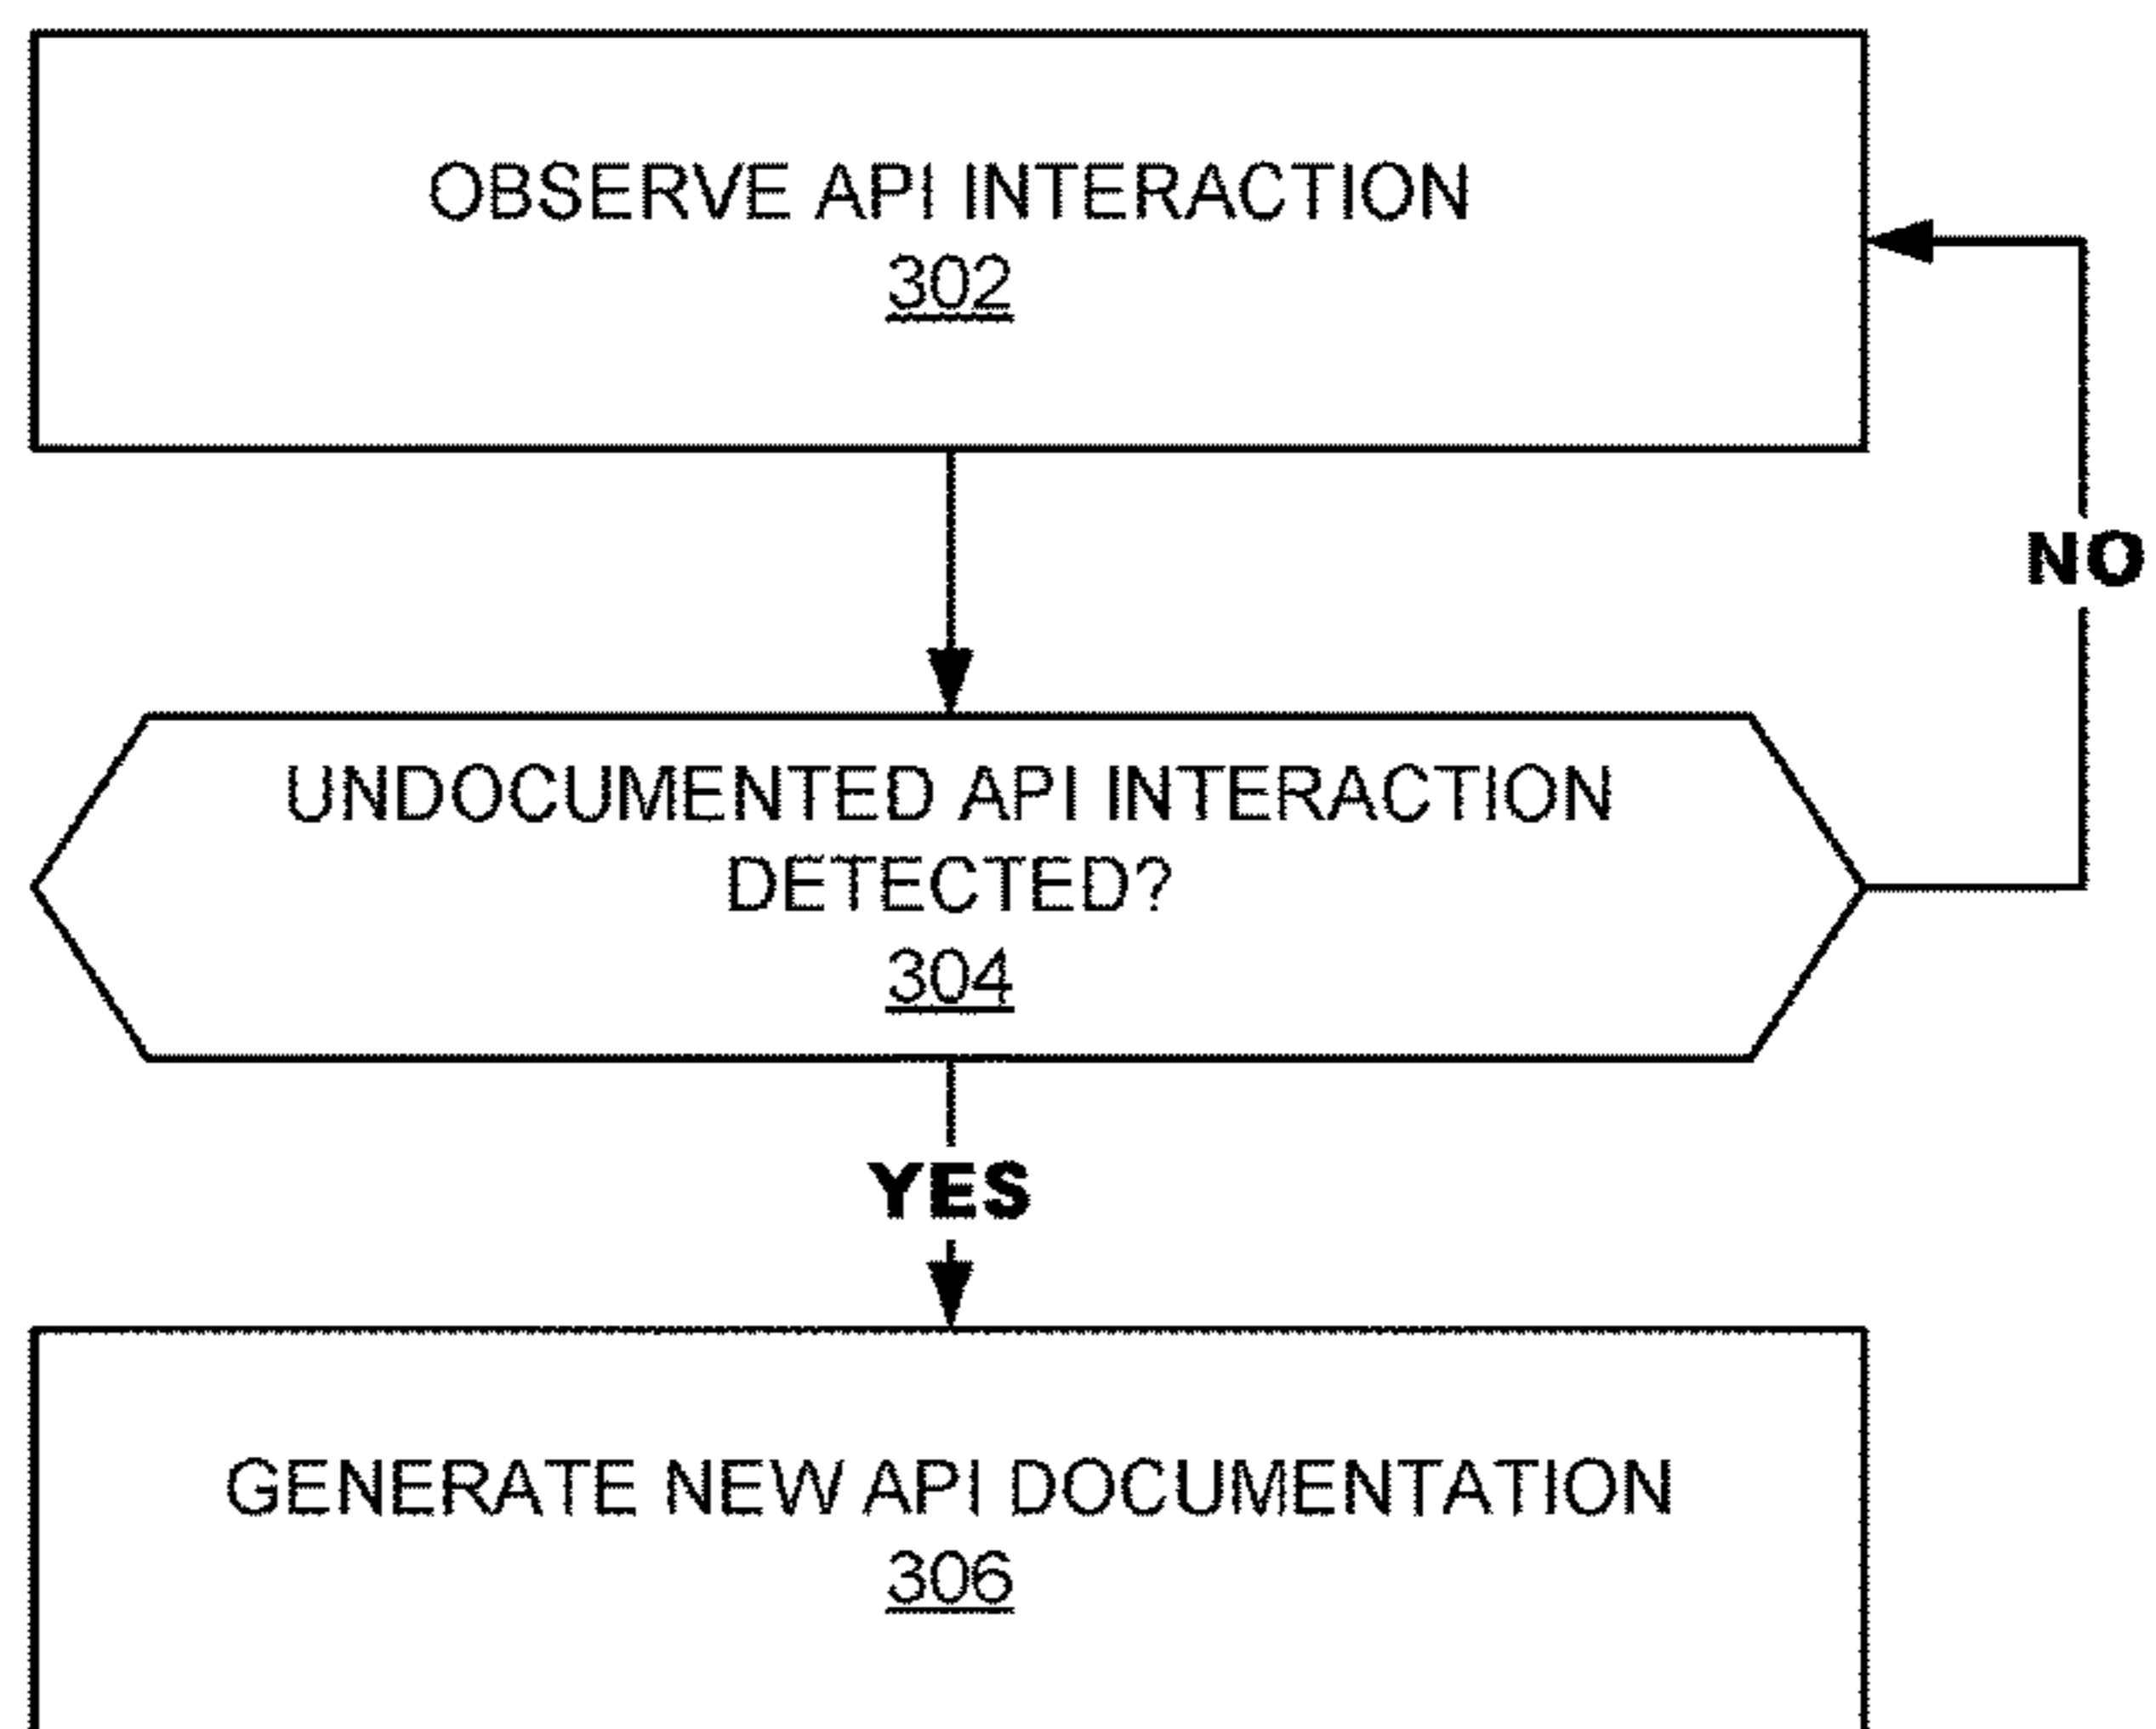 OBSERVE API INTERACTION
302
NO
UNDOCUMENTED API INTERACTION
DETECTED?
304
YES
GENERATE NEW API DOCUMENTATION
306